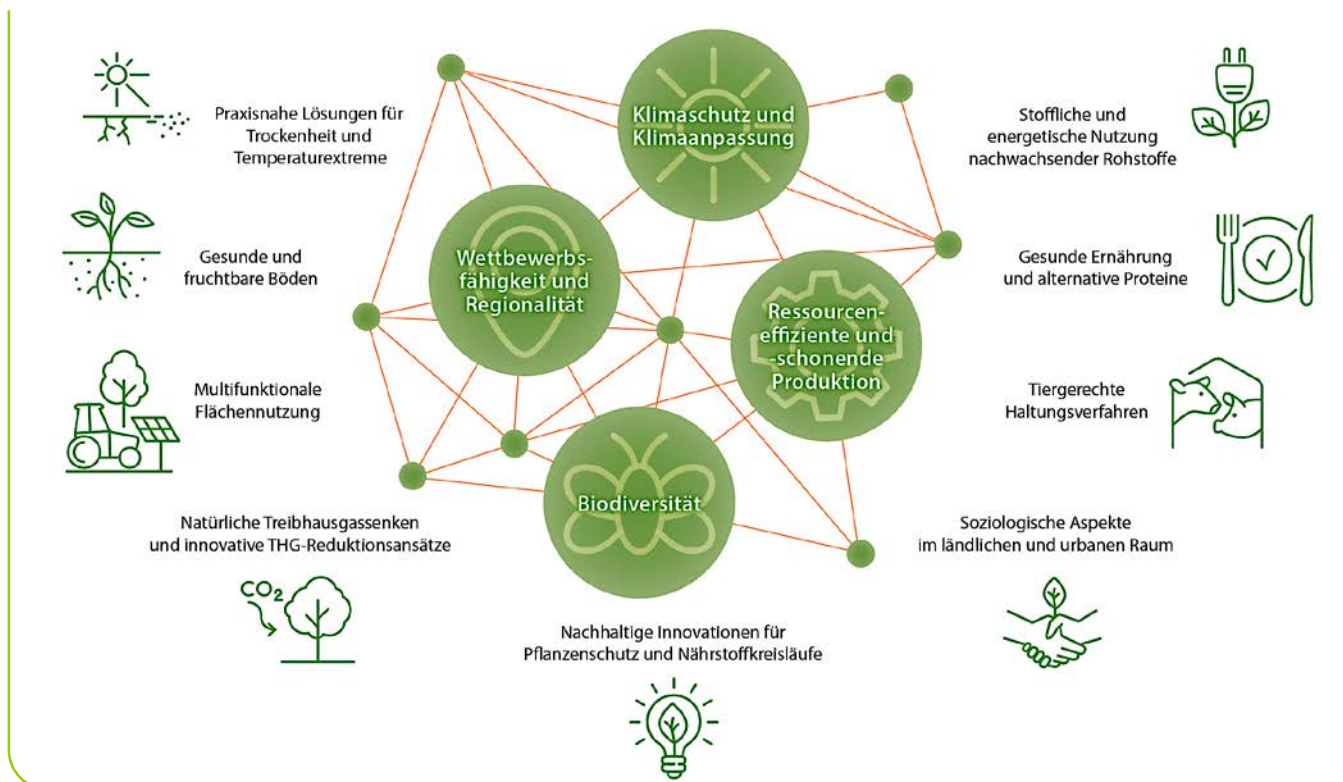 Praxisnahe Lösungen für
Trockenheit und
Temperaturextreme
Gesunde und
fruchtbare Böden
Multifunktionale
Flächennutzung
Natürliche Treibhausgassenken
und innovative THG-Reduktionsansätze
CO₂
Klimaschutz und
Klimaanpassung
Wettbewerbs-
fähigkeit und
Regionalität
Ressourcen-
effiziente und
-schonende
Produktion
Biodiversität
Nachhaltige Innovationen für
Pflanzenschutz und Nährstoffkreisläufe
Stoffliche und
energetische Nutzung
nachwachsender Rohstoffe
Gesunde Ernährung
und alternative Proteine
Tiergerechte
Haltungsverfahren
Soziologische Aspekte
im ländlichen und urbanen Raum